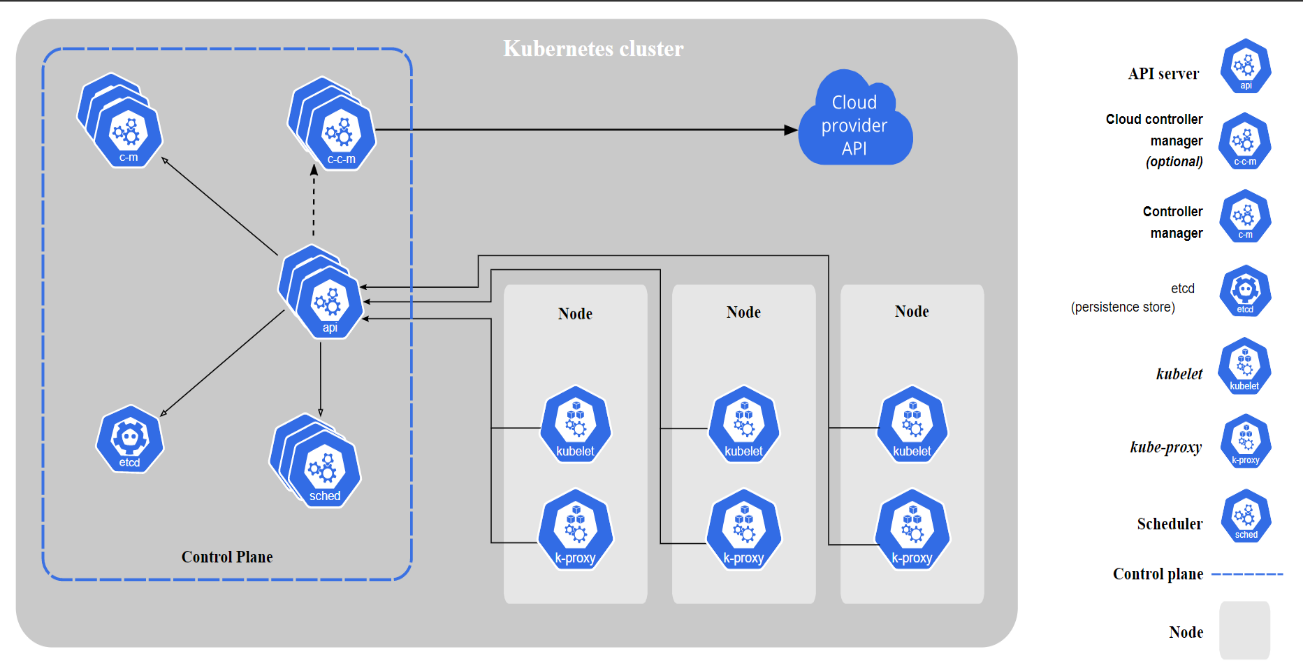 Kubernetes cluster
c-m
c-c-m
Cloud
provider
API
api
etcd
sched
Control Plane
Node
kubelet
k-proxy
Node
kubelet
k-proxy
Node
kubelet
k-proxy
API server
api
Cloud controller
manager
(optional)
c-c-m
Controller
manager
c-m
etcd
(persistence store)
etcd
kubelet
kubelet
kube-proxy
k-proxy
Scheduler
sched
Control plane
Node